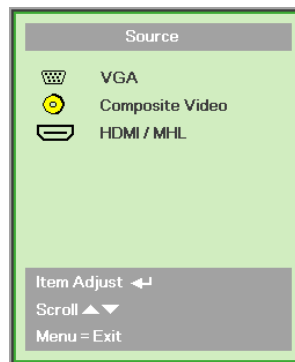 Source
VGA
Composite Video
HDMI / MHL
Item Adjust
Scroll
Menu = Exit